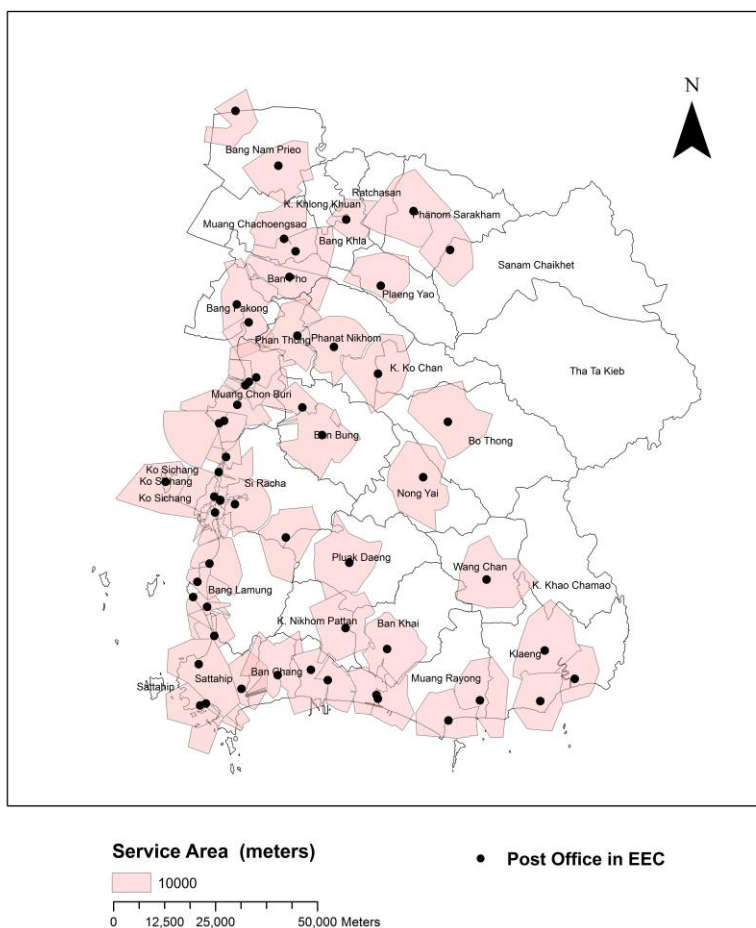 N
Bang Nam Prieo
Ratchasan
K. Khlong Khuan
Phanom Sarakham
Muang Chachoengsao
Bang Khla
Sanam Chaikhet
Ban Pho
Plaeng Yao
Bang Pakong
Phan Thong
Phanat Nikhom
K. Ko Chan
Tha Ta Kieb
Muang Chon Buri
Ban Bung
Bo Thong
Ko Sichang
Ko Sichang
Si Racha
Nong Yai
Ko Sichang
Pluak Daeng
Wang Chan
K. Khao Chamao
Bang Lamung
K. Nikhom Pattan
Ban Khai
Klaeng
Ban Chang
Sattahip
Muang Rayong
Sattahip
Service Area (meters)
Post Office in EEC
10000
0 12,500 25,000 50,000 Meters